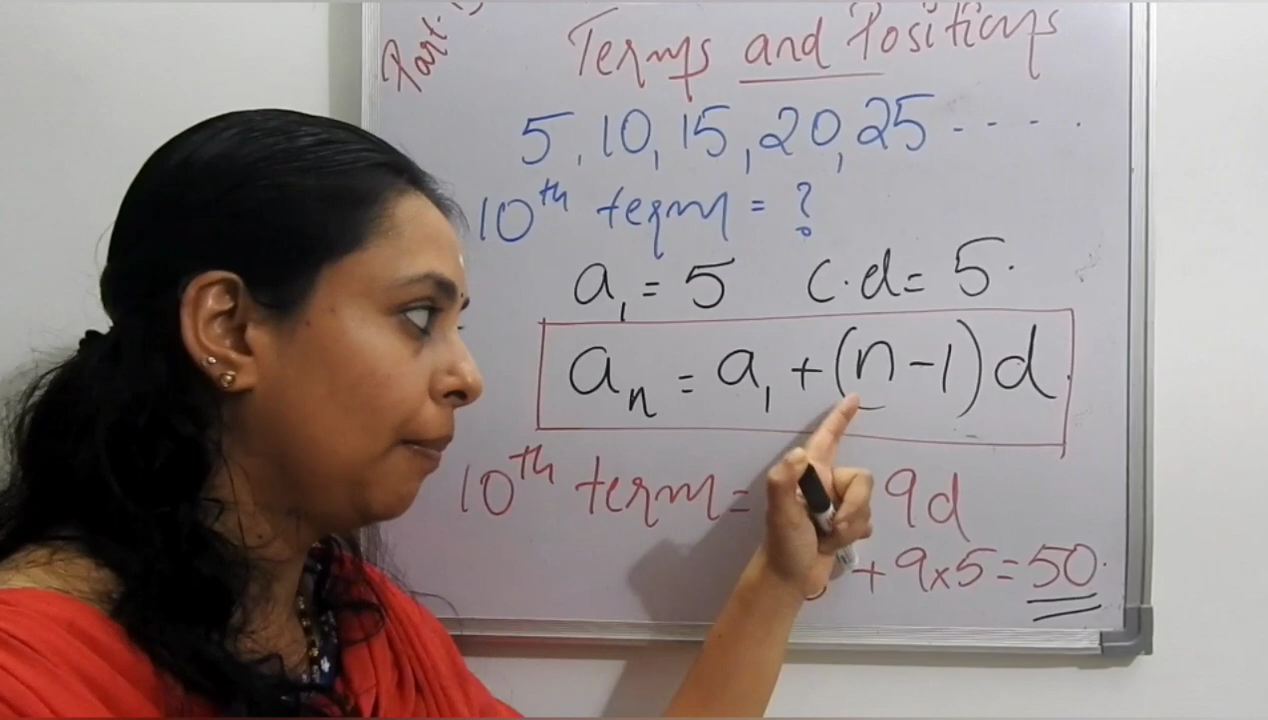 Part-
Terms and Positions
5, 10, 15, 20, 25 - - - - .
10th term = ?
a₁ = 5 c.d = 5.
aₙ = a₁ + (n-1) d.
10th term = 9d
+ 9x5 = 50.